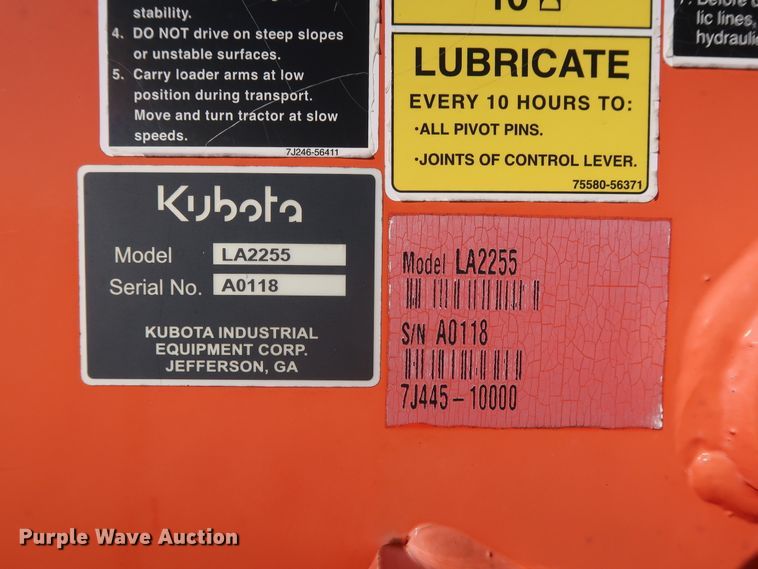 stability.
4. DO NOT drive on steep slopes
or unstable surfaces.
5. Carry loader arms at low
position during transport.
Move and turn tractor at slow
speeds.
7J246-56411
10
LUBRICATE
EVERY 10 HOURS TO:
·ALL PIVOT PINS.
·JOINTS OF CONTROL LEVER.
75580-56371
7. Before
lic lines,
hydraulic
Kubota
Model LA2255
Serial No. A0118
KUBOTA INDUSTRIAL
EQUIPMENT CORP.
JEFFERSON, GA
Model LA2255
S/N A0118
7J445-10000
Purple Wave Auction